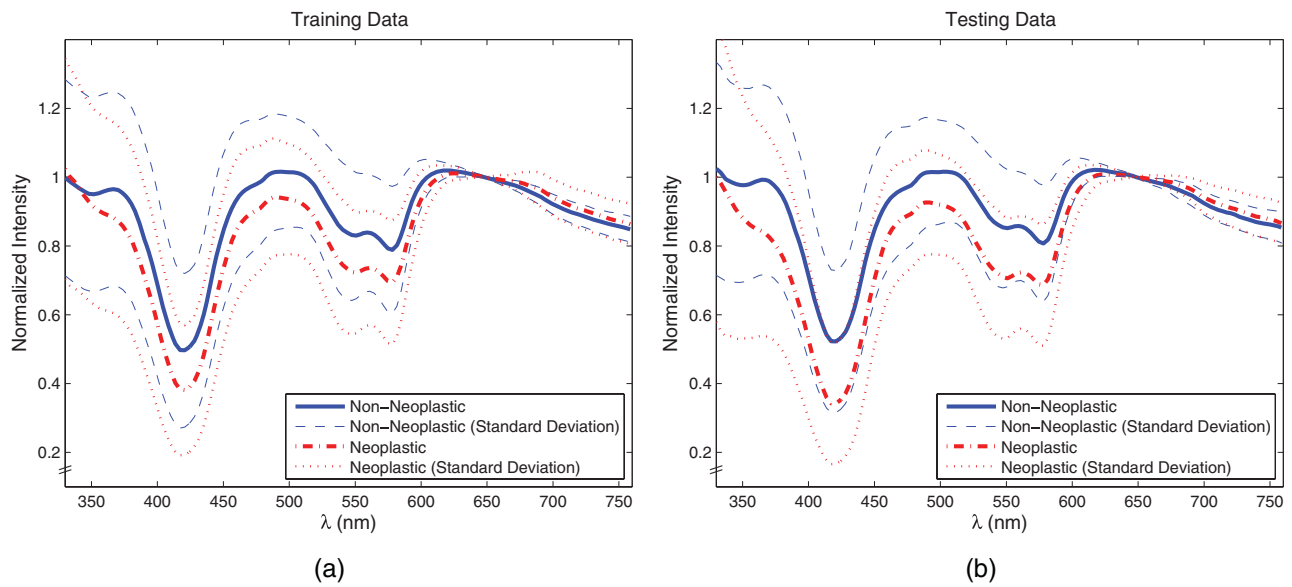 Training Data
Normalized Intensity
1.2
1
0.8
0.6
0.4
0.2
350 400 450 500 550 600 650 700 750
λ (nm)
Non−Neoplastic
Non−Neoplastic (Standard Deviation)
Neoplastic
Neoplastic (Standard Deviation)
(a)
Testing Data
Normalized Intensity
1.2
1
0.8
0.6
0.4
0.2
350 400 450 500 550 600 650 700 750
λ (nm)
Non−Neoplastic
Non−Neoplastic (Standard Deviation)
Neoplastic
Neoplastic (Standard Deviation)
(b)